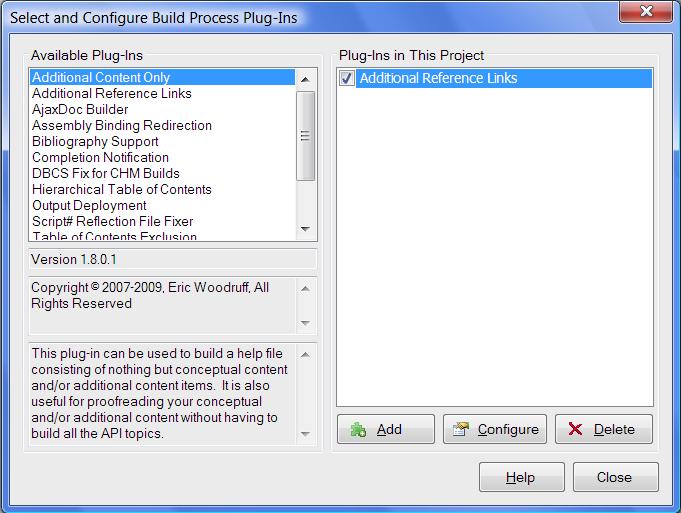 Select and Configure Build Process Plug-Ins
Available Plug-Ins
Additional Content Only
Additional Reference Links
AjaxDoc Builder
Assembly Binding Redirection
Bibliography Support
Completion Notification
DBCS Fix for CHM Builds
Hierarchical Table of Contents
Output Deployment
Script# Reflection File Fixer
Table of Contents Exclusion
Version 1.8.0.1
Copyright © 2007-2009, Eric Woodruff, All
Rights Reserved
This plug-in can be used to build a help file
consisting of nothing but conceptual content
and/or additional content items.  It is also
useful for proofreading your conceptual
and/or additional content without having to
build all the API topics.
Plug-Ins in This Project
Additional Reference Links
Add
Configure
Delete
Help
Close